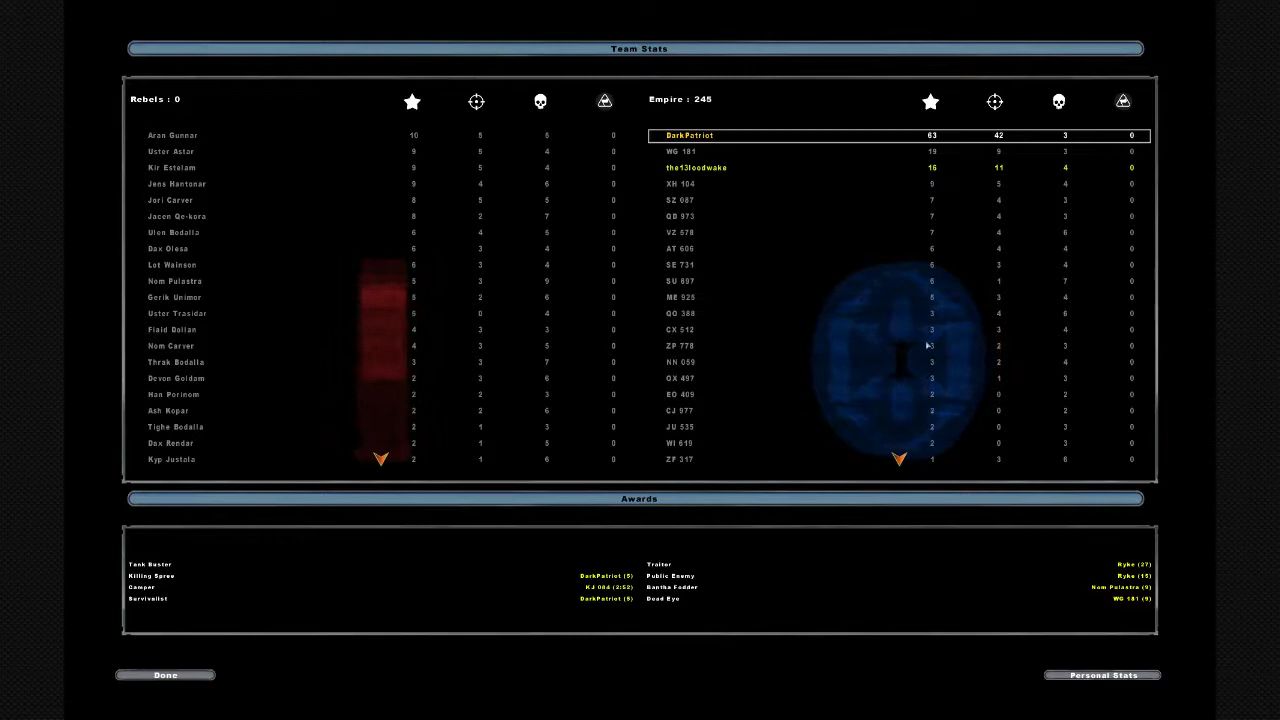 Team Stats
Rebels : 0
Empire : 245
Aran Gunnar 10 5 5 0
DarkPatriot 63 42 3 0
Uster Astar 9 5 4 0
WG 181 19 9 3 0
Kir Estelam 9 5 4 0
the13loodwake 16 11 4 0
Jens Hantonar 9 4 6 0
XH 104 9 5 4 0
Jori Carver 8 5 5 0
SZ 087 7 4 3 0
Jacen Qe-kora 8 2 7 0
QB 973 7 4 3 0
Ulen Bodalla 6 4 5 0
VZ 578 7 4 6 0
Dax Olesa 6 3 4 0
AT 606 6 4 4 0
Lot Wainson 6 3 4 0
SE 731 6 3 4 0
Nom Pulastra 5 3 9 0
SU 697 6 1 7 0
Gerik Unimor 5 2 6 0
ME 925 5 3 4 0
Uster Trasidar 5 0 4 0
QO 388 3 4 6 0
Fiaid Dollan 4 3 3 0
CX 512 3 3 4 0
Nom Carver 4 3 5 0
ZP 778 3 2 3 0
Thrak Bodalla 3 3 7 0
NN 059 3 2 4 0
Devon Goldam 2 3 6 0
OX 497 3 1 3 0
Han Porinom 2 2 3 0
EO 409 2 0 2 0
Ash Kopar 2 2 6 0
CJ 977 2 0 3 0
Tighe Bodalla 2 1 3 0
JU 535 2 0 3 0
Dax Rendar 2 1 5 0
WI 619 2 0 3 0
Kyp Justala 2 1 6 0
ZF 317 1 3 6 0
Awards
Tank Buster
Traitor Ryke (27)
Killing Spree DarkPatriot (5)
Public Enemy Ryke (15)
Camper KJ 084 (2:52)
Bantha Fodder Nom Pulastra (9)
Survivalist DarkPatriot (5)
Dead Eye WG 181 (9)
Done
Personal Stats